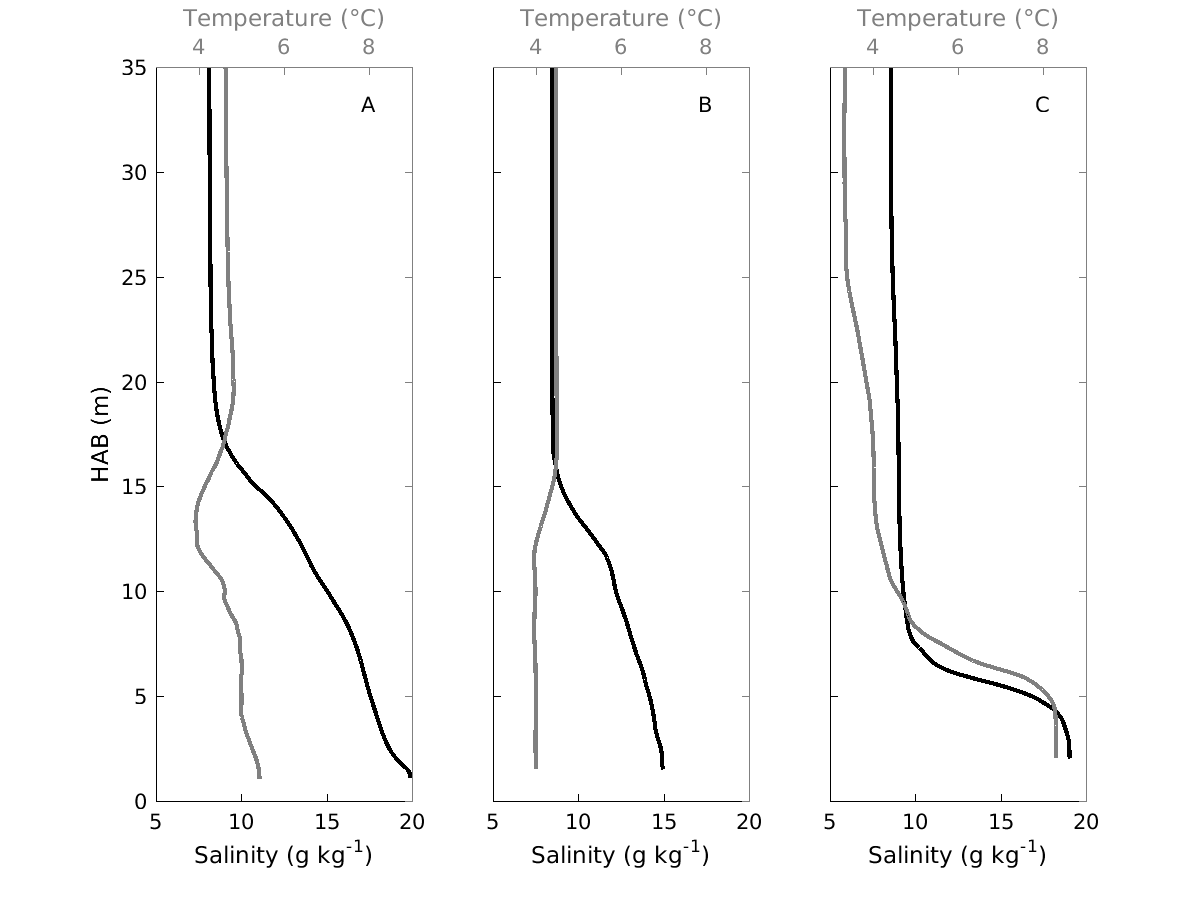 Temperature (°C) Temperature (°C) Temperature (°C)
4 6 8 4 6 8 4 6 8
35
A B C
30
25
20
HAB (m)
15
10
5
0
5 10 15 20 5 10 15 20 5 10 15 20
Salinity (g kg-1) Salinity (g kg-1) Salinity (g kg-1)